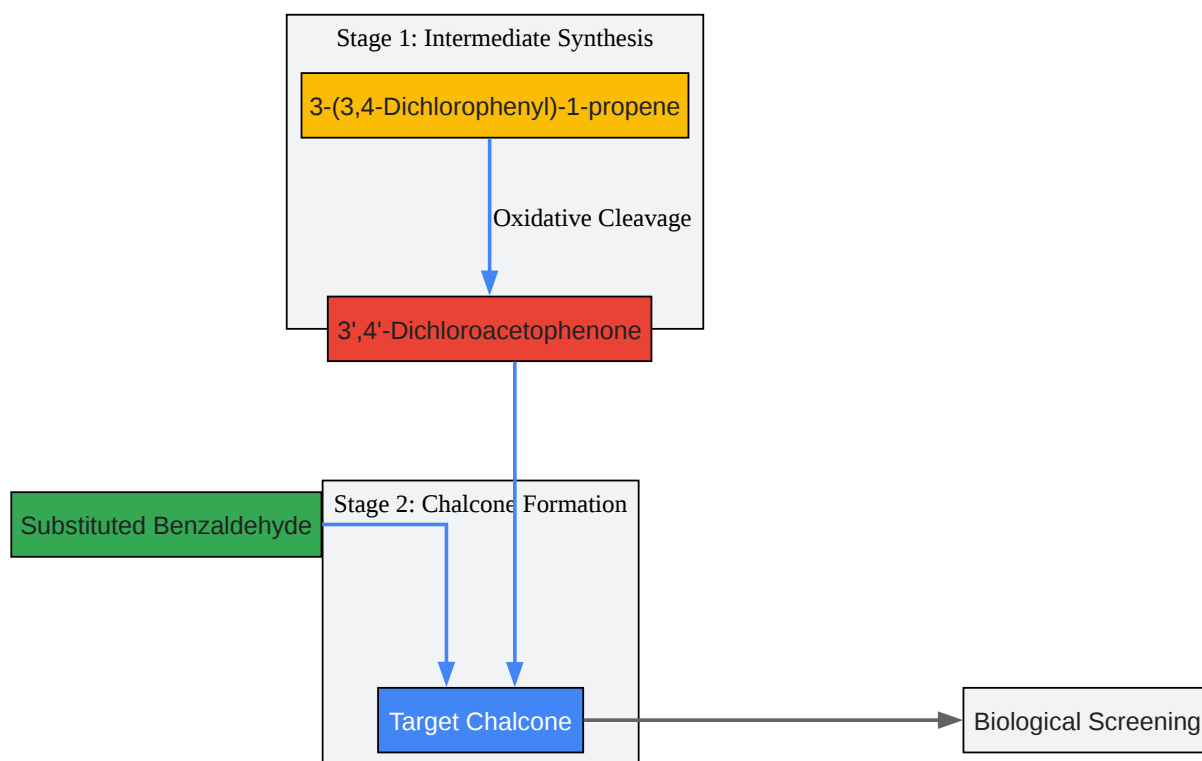 Stage 1: Intermediate Synthesis
3-(3,4-Dichlorophenyl)-1-propene
Oxidative Cleavage
3',4'-Dichloroacetophenone
Stage 2: Chalcone Formation
Substituted Benzaldehyde
Target Chalcone
Biological Screening